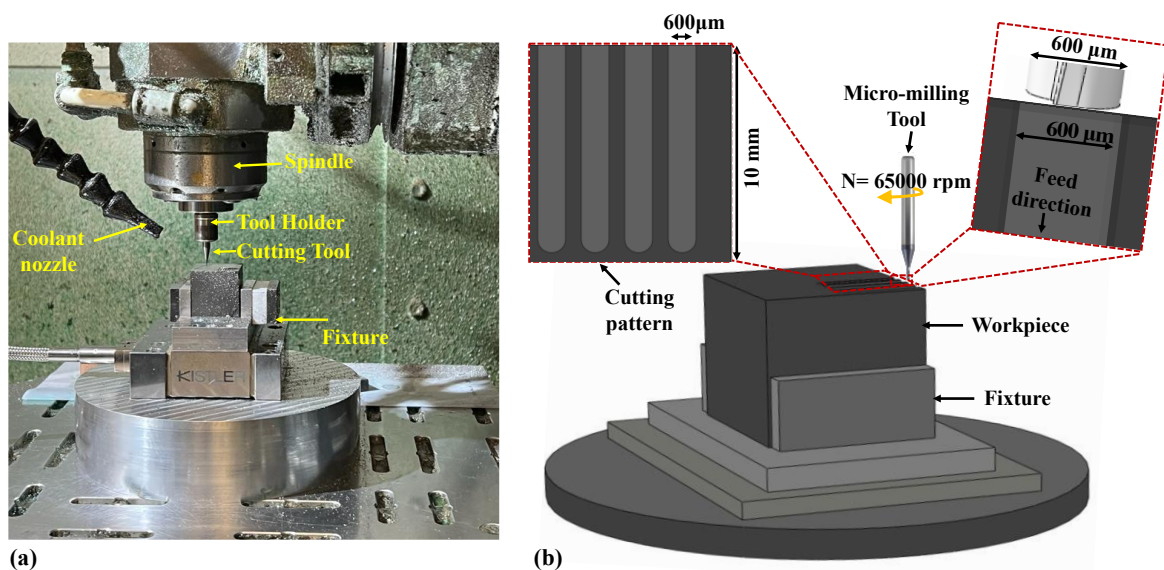 Spindle
Tool Holder
Coolant
nozzle
Cutting Tool
Fixture
KISTLER
(a)
600μm
10 mm
Cutting
pattern
Micro-milling
Tool
N= 65000 rpm
600 μm
600 μm
Feed
direction
Workpiece
Fixture
(b)